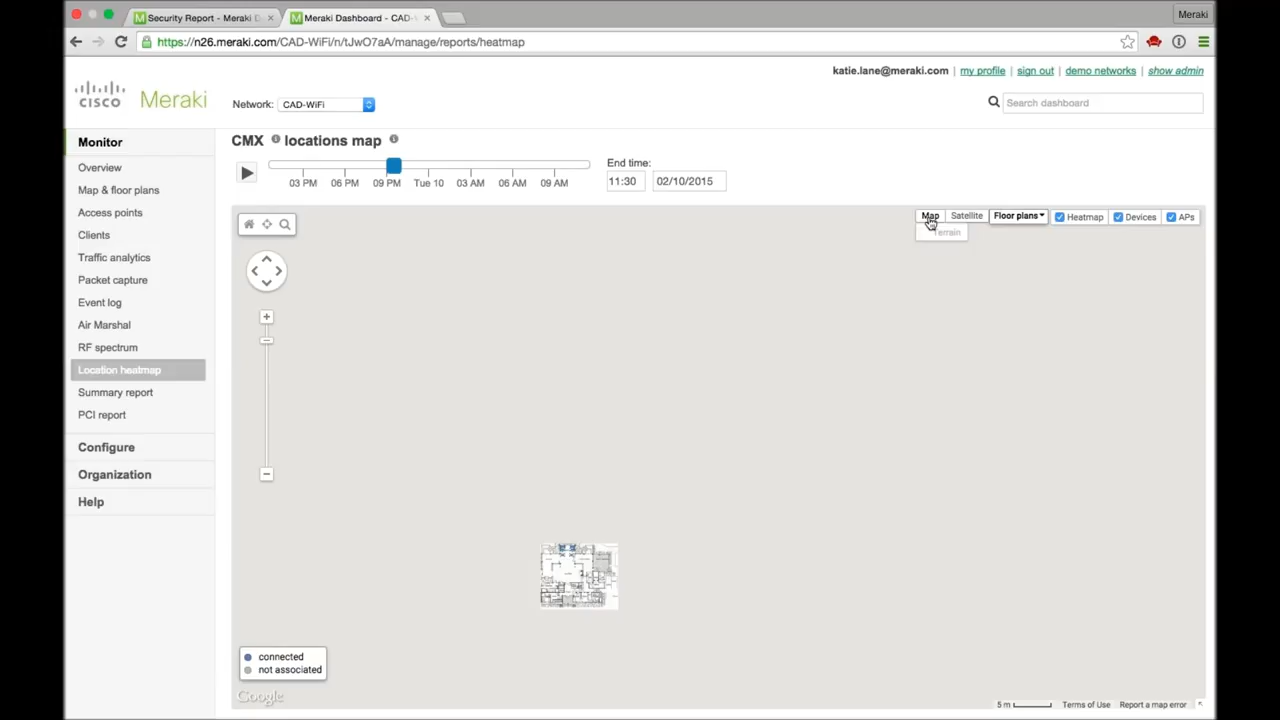 Security Report - Meraki D
Meraki Dashboard - CAD-
Meraki
https://n26.meraki.com/CAD-WiFi/n/tJwO7aA/manage/reports/heatmap
katie.lane@meraki.com | my profile | sign out | demo networks | show admin
CISCO Meraki
Network: CAD-WiFi
Search dashboard
Monitor
Overview
Map & floor plans
Access points
Clients
Traffic analytics
Packet capture
Event log
Air Marshal
RF spectrum
Location heatmap
Summary report
PCI report
Configure
Organization
Help
CMX locations map
03 PM 06 PM 09 PM Tue 10 03 AM 06 AM 09 AM
End time:
11:30 02/10/2015
Map Satellite Floor plans Heatmap Devices APs
Terrain
connected
not associated
Google
5 m Terms of Use Report a map error